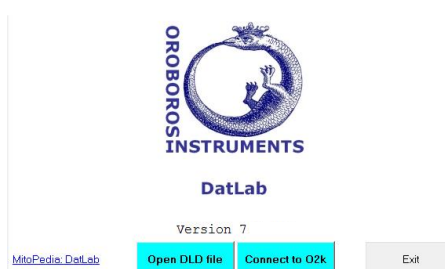 OROBOROS
INSTRUMENTS
DatLab
Version 7
MitoPedia: DatLab
Open DLD file
Connect to O2k
Exit